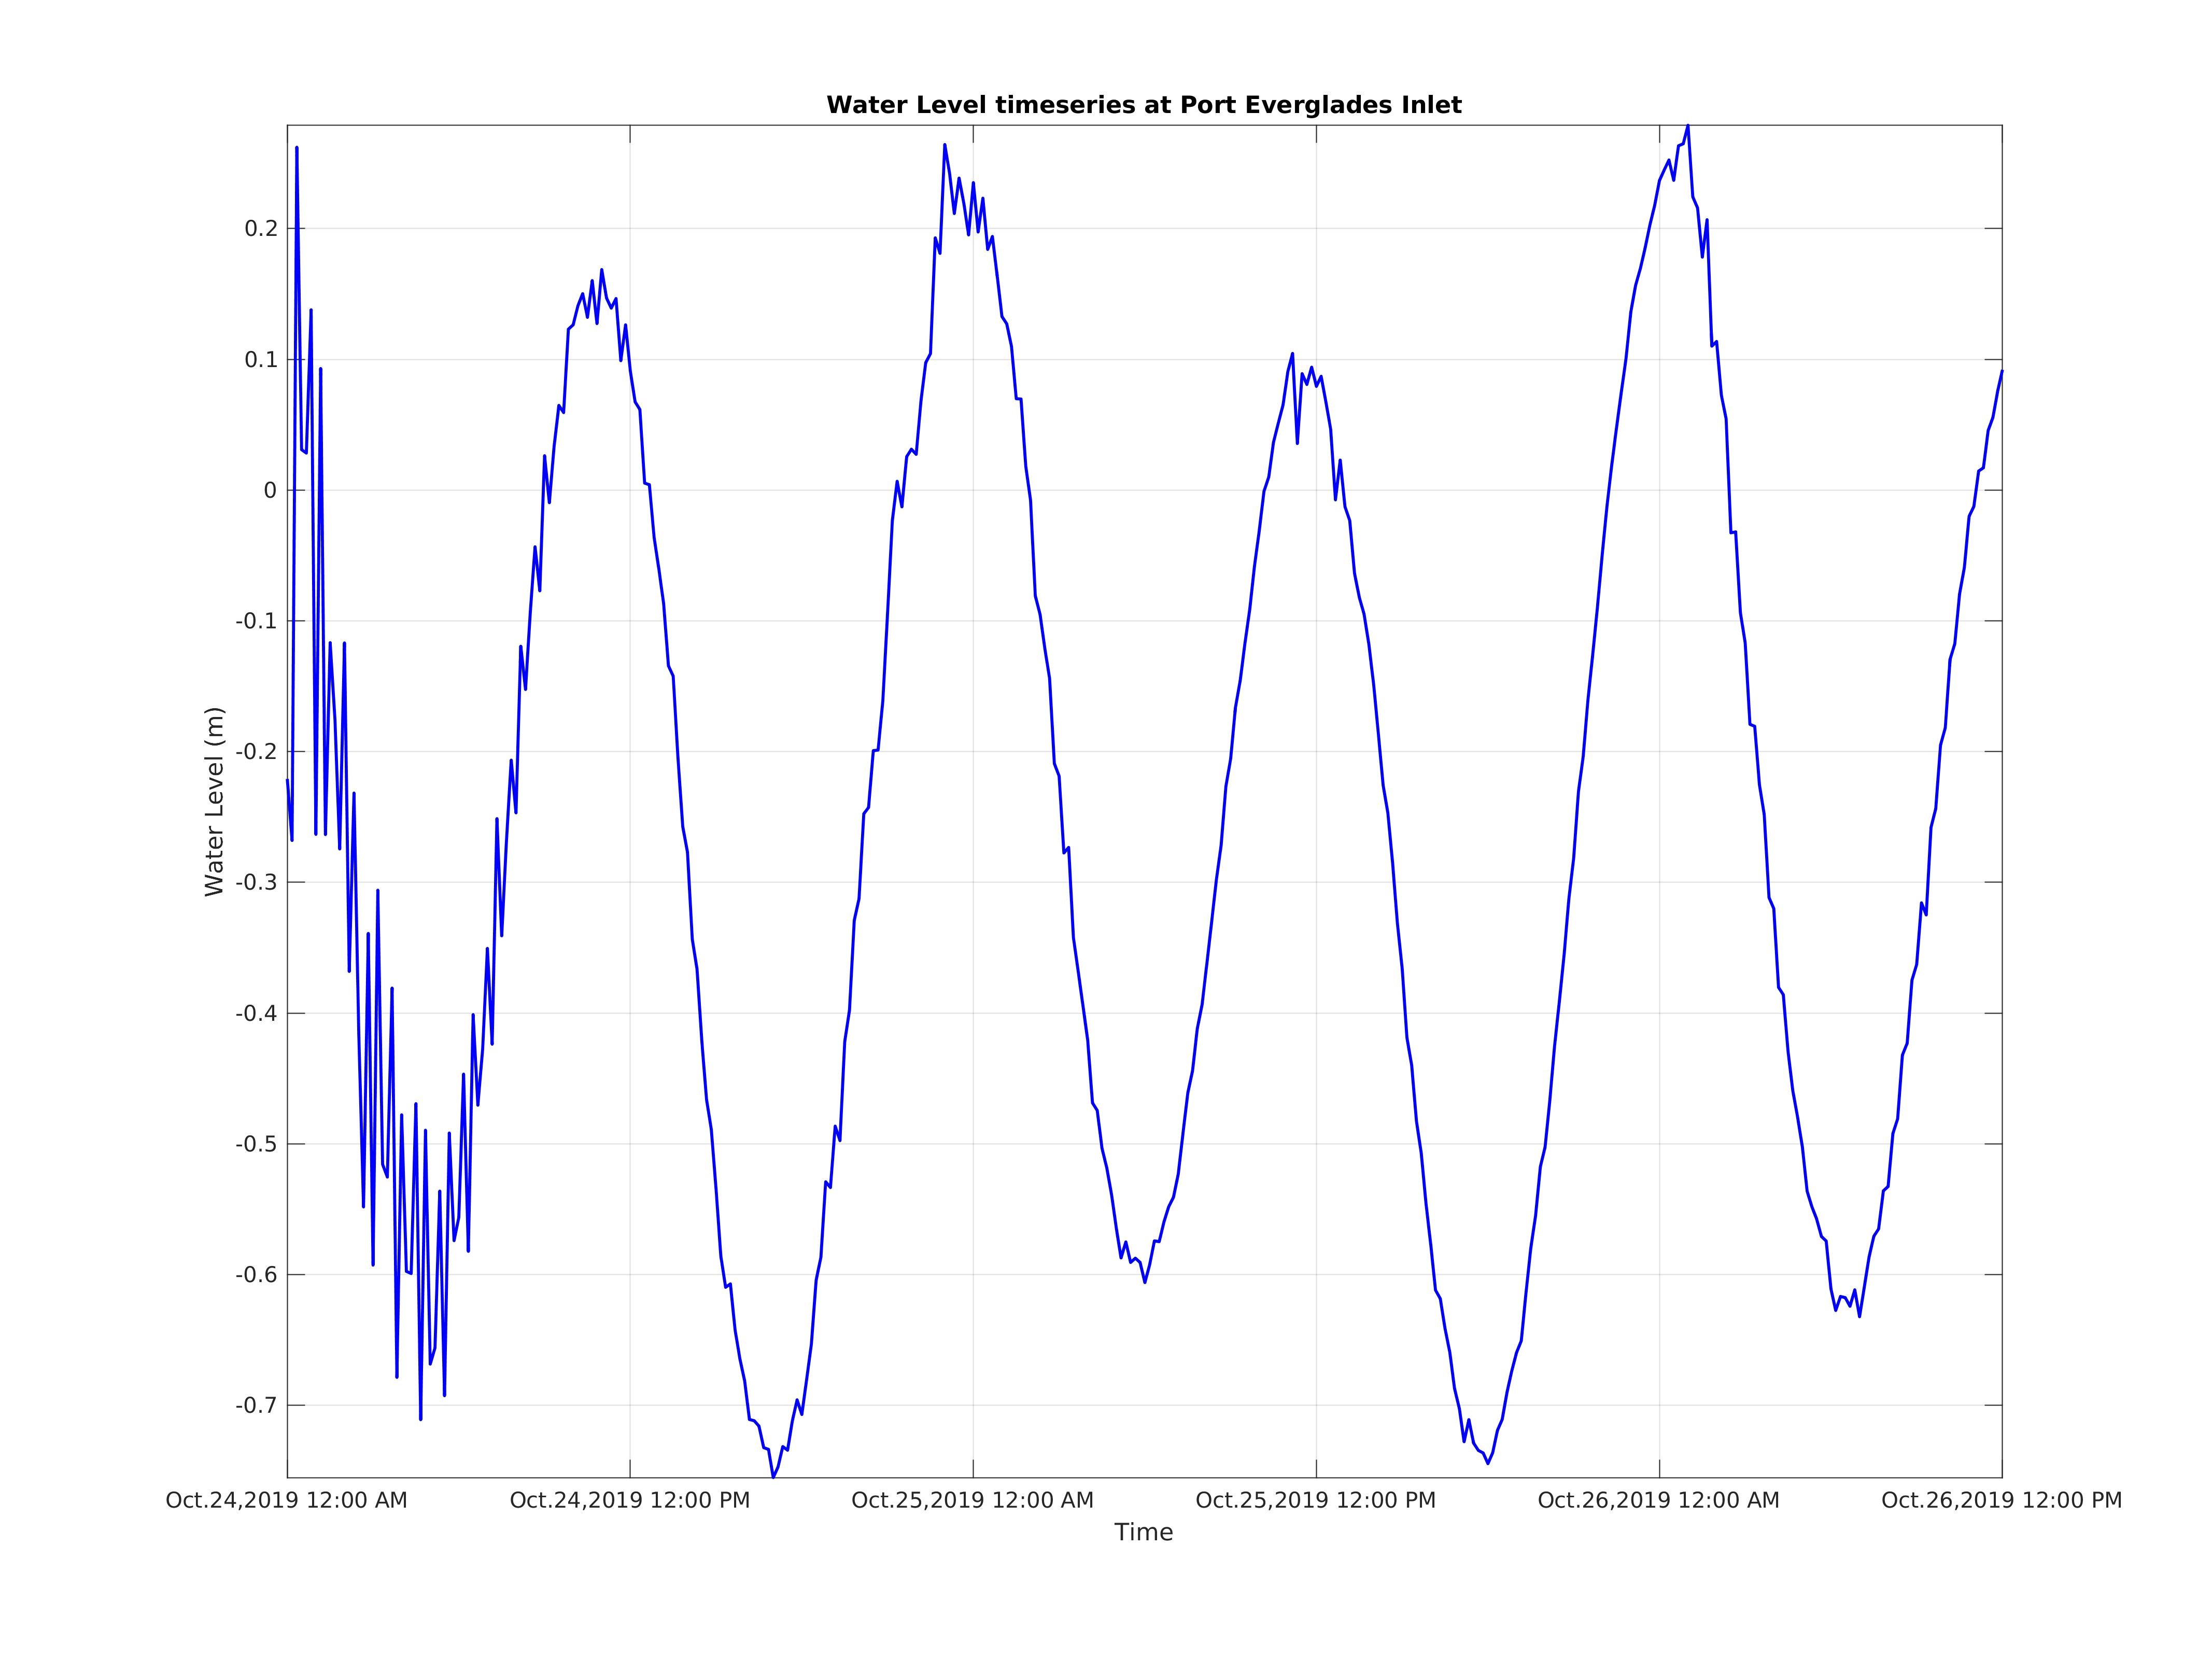 Water Level timeseries at Port Everglades Inlet
0.2
0.1
0
-0.1
-0.2
-0.3
-0.4
-0.5
-0.6
-0.7
Water Level (m)
Oct.24,2019 12:00 AM
Oct.24,2019 12:00 PM
Oct.25,2019 12:00 AM
Oct.25,2019 12:00 PM
Oct.26,2019 12:00 AM
Oct.26,2019 12:00 PM
Time